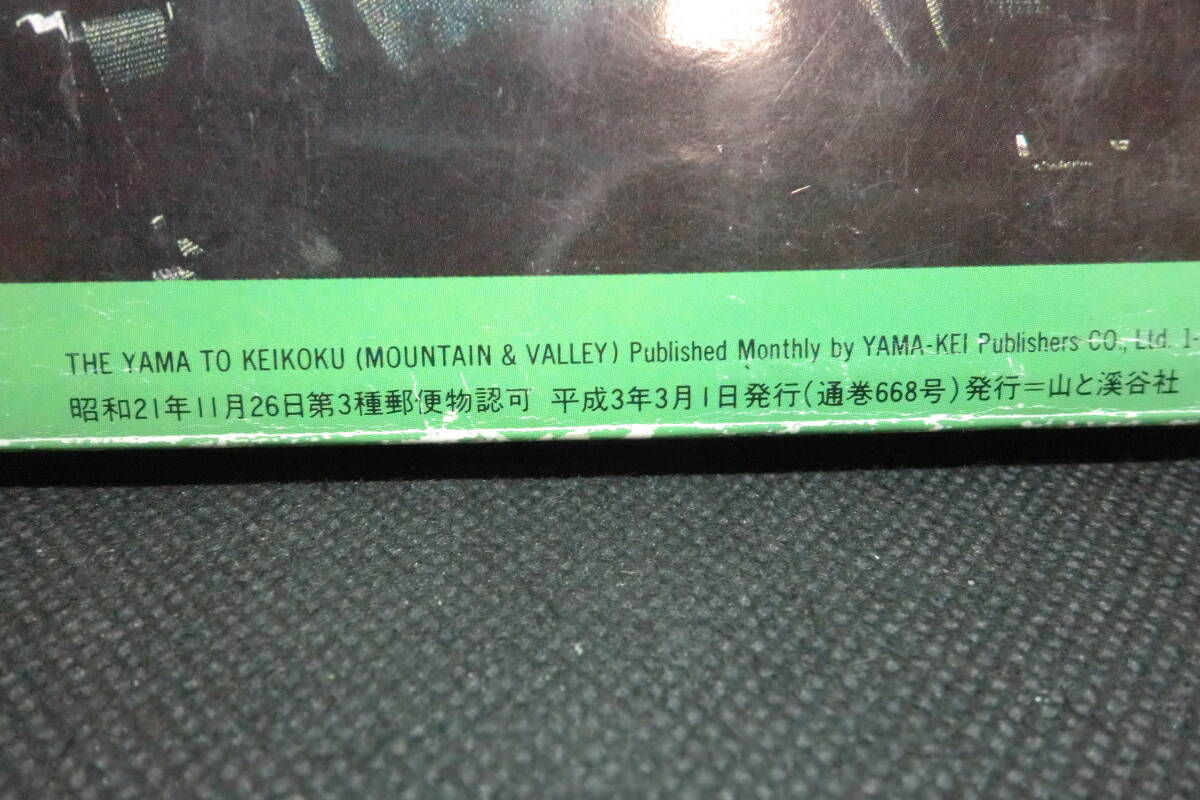 THE YAMA TO KEIKOKU (MOUNTAIN & VALLEY) Published Monthly by YAMA-KEI Publishers CO., Ltd. 1-
昭和21年11月26日第3種郵便物認可 平成3年3月1日発行(通巻668号)発行=山と溪谷社